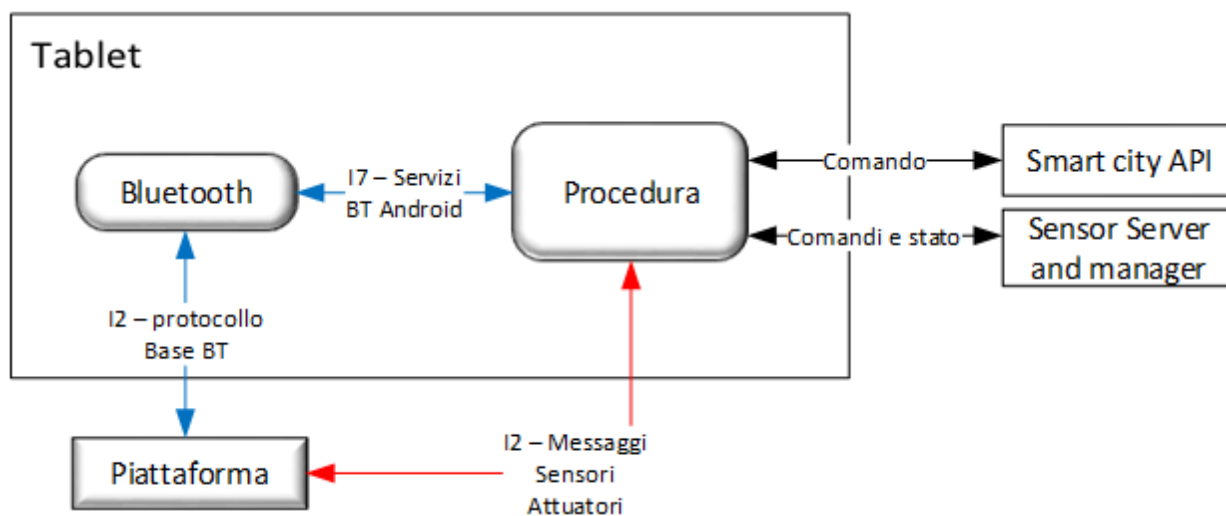 Tablet
Bluetooth
I7 – Servizi
BT Android
Procedura
Comando
Smart city API
Comandi e stato
Sensor Server
and manager
I2 – protocollo
Base BT
Piattaforma
I2 – Messaggi
Sensori
Attuatori